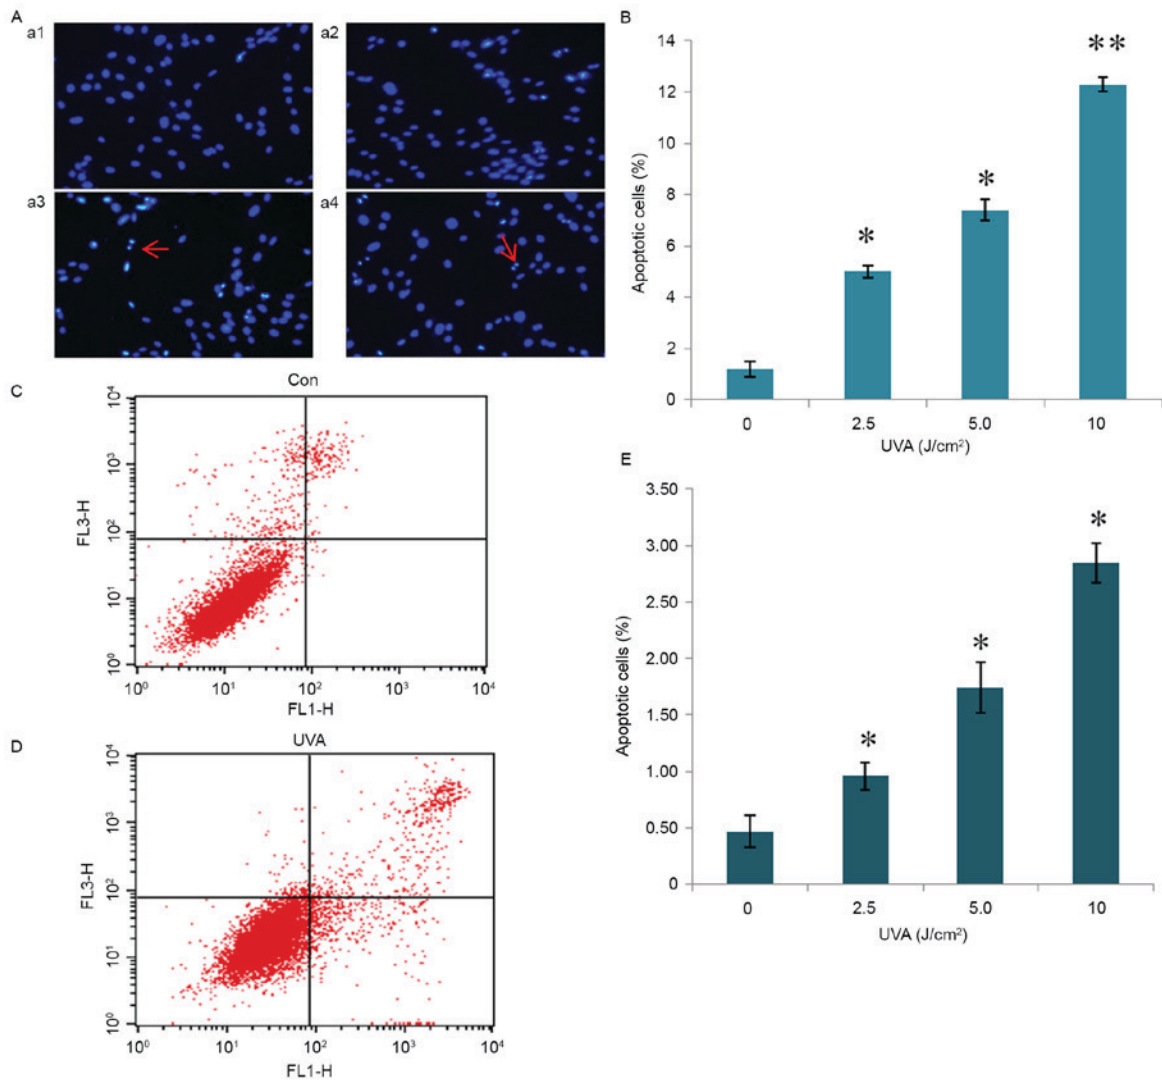 A
a1
a2
a3
a4
B
Apoptotic cells (%)
14
12
10
8
6
4
2
0
*
*
**
0 2.5 5.0 10
UVA (J/cm²)
C
Con
FL3-H
10⁴
10³
10²
10¹
10⁰
10⁰ 10¹ 10² 10³ 10⁴
FL1-H
D
UVA
FL3-H
10⁴
10³
10²
10¹
10⁰
10⁰ 10¹ 10² 10³ 10⁴
FL1-H
E
Apoptotic cells (%)
3.50
3.00
2.50
2.00
1.50
1.00
0.50
0
*
*
*
0 2.5 5.0 10
UVA (J/cm²)